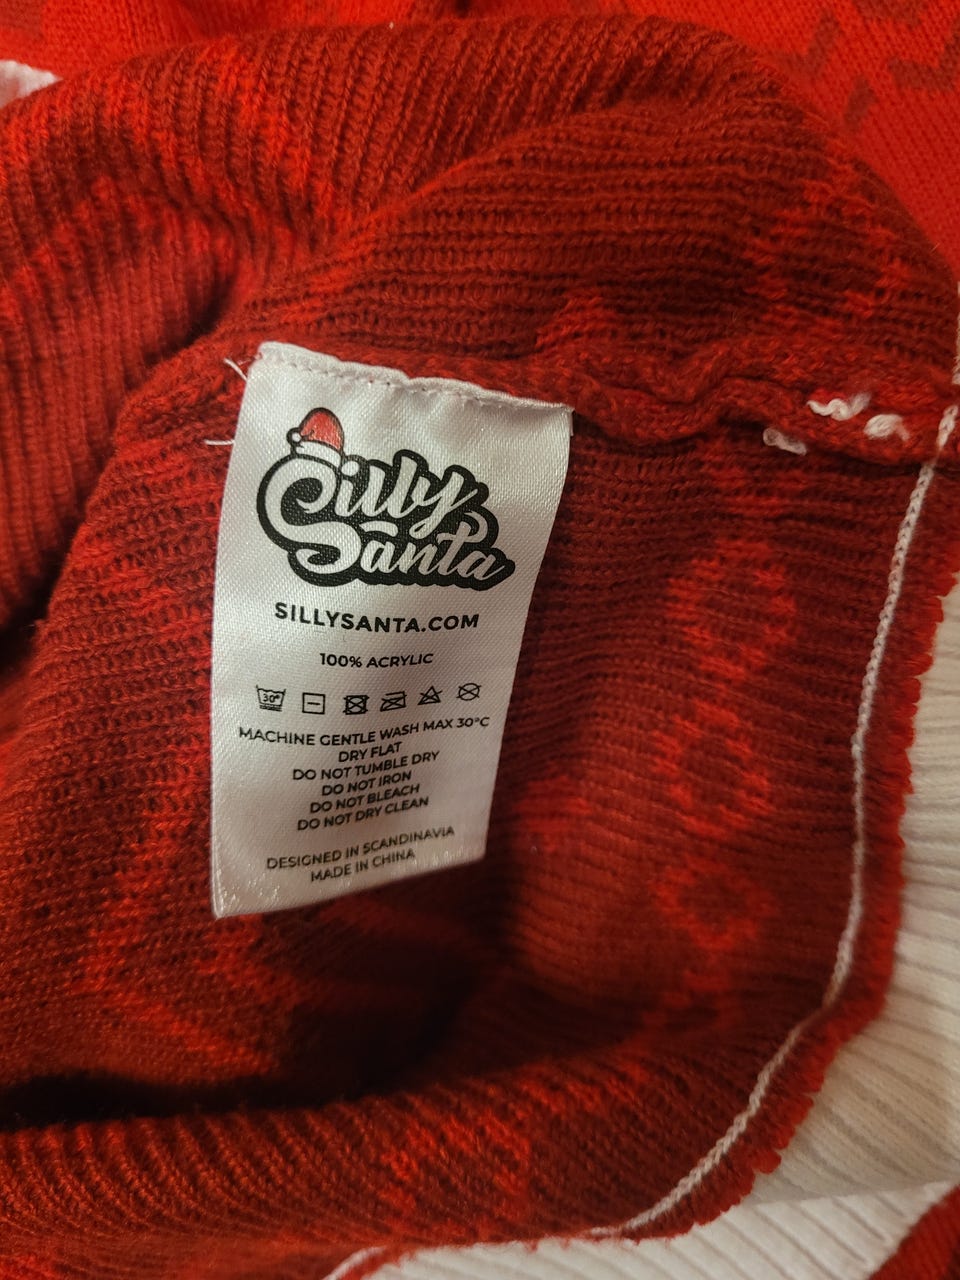 Silly
Santa
SILLYSANTA.COM
100% ACRYLIC
30°
MACHINE GENTLE WASH MAX 30°C
DRY FLAT
DO NOT TUMBLE DRY
DO NOT IRON
DO NOT BLEACH
DO NOT DRY CLEAN
DESIGNED IN SCANDINAVIA
MADE IN CHINA